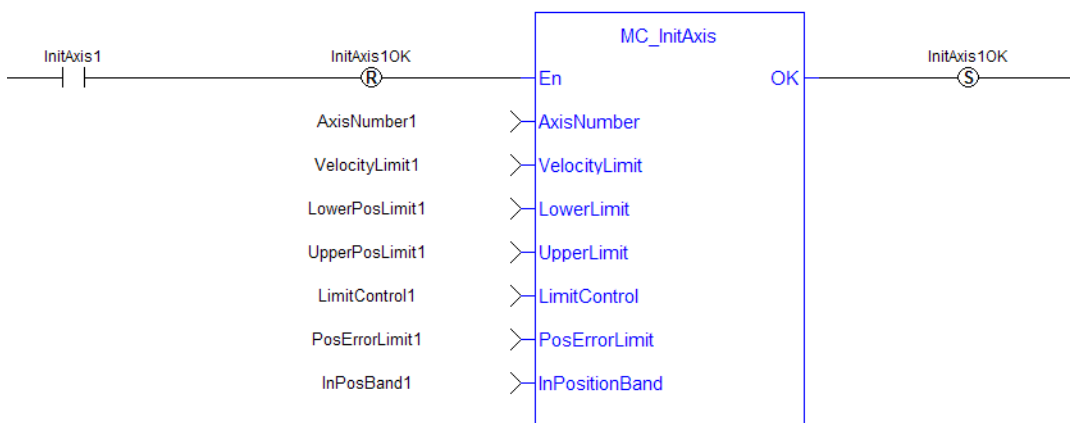 MC_InitAxis
InitAxis1 InitAxis1OK InitAxis1OK
R En OK S
AxisNumber1 AxisNumber
VelocityLimit1 VelocityLimit
LowerPosLimit1 LowerLimit
UpperPosLimit1 UpperLimit
LimitControl1 LimitControl
PosErrorLimit1 PosErrorLimit
InPosBand1 InPositionBand